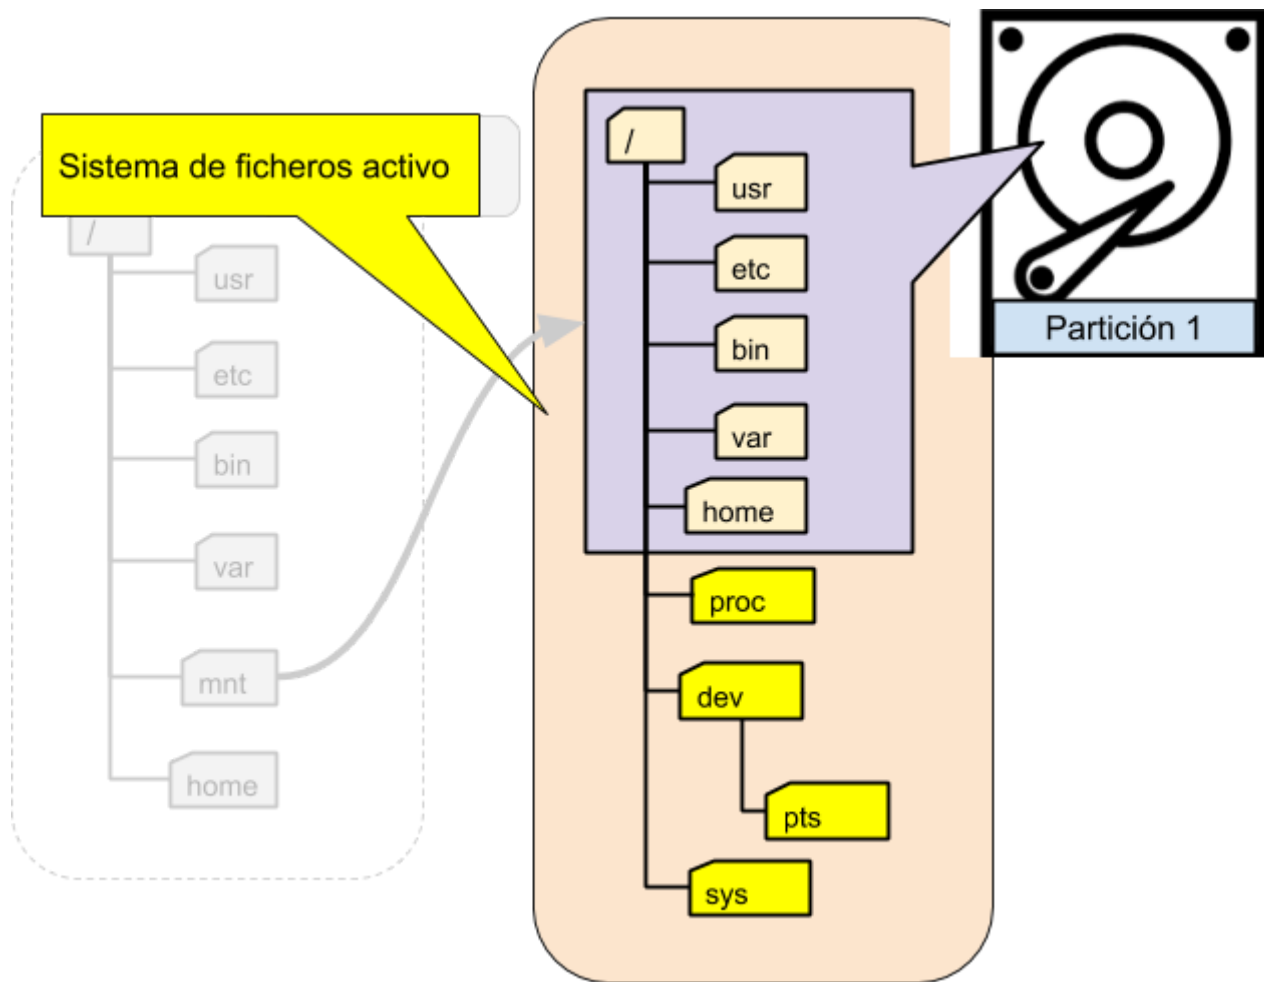 Sistema de ficheros activo
/
usr
etc
bin
var
mnt
home
/
usr
etc
bin
var
home
proc
dev
pts
sys
Partición 1